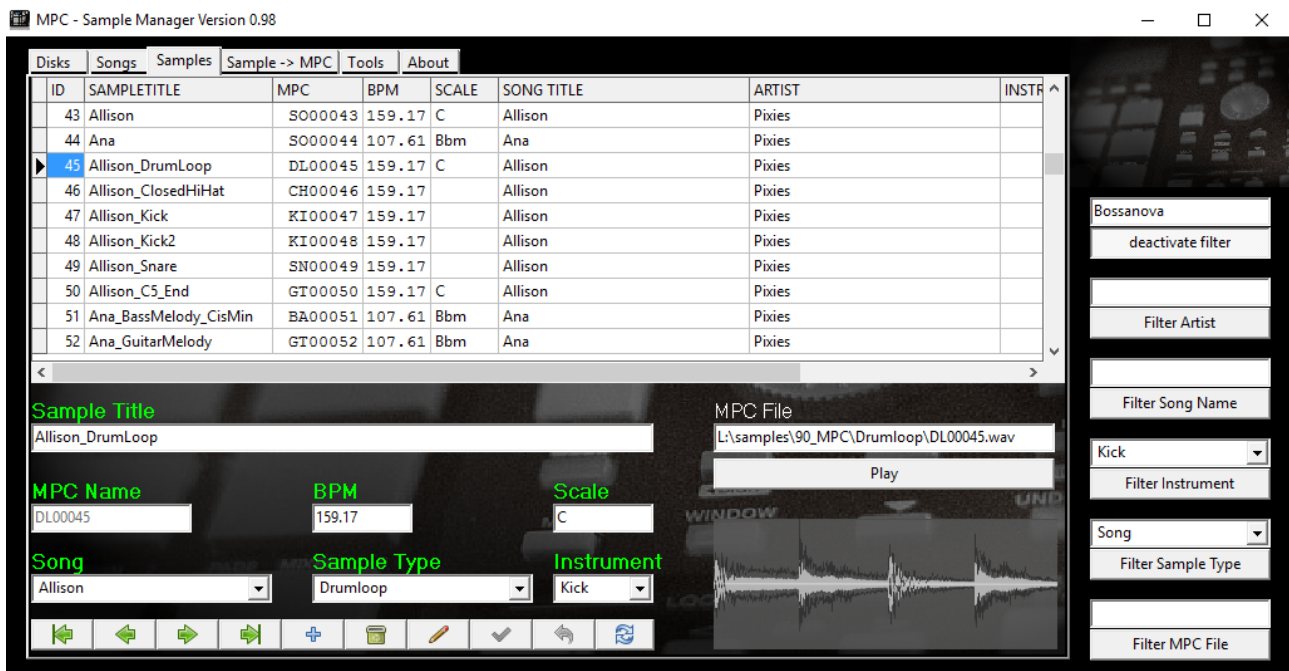 MPC - Sample Manager Version 0.98
Disks Songs Samples Sample -> MPC Tools About
ID SAMPLETITLE MPC BPM SCALE SONG TITLE ARTIST INSTR
43 Allison SO00043 159.17 C Allison Pixies
44 Ana SO00044 107.61 Bbm Ana Pixies
45 Allison_DrumLoop DL00045 159.17 C Allison Pixies
46 Allison_ClosedHiHat CH00046 159.17 Allison Pixies
47 Allison_Kick KI00047 159.17 Allison Pixies
48 Allison_Kick2 KI00048 159.17 Allison Pixies
49 Allison_Snare SN00049 159.17 Allison Pixies
50 Allison_C5_End GT00050 159.17 C Allison Pixies
51 Ana_BassMelody_CisMin BA00051 107.61 Bbm Ana Pixies
52 Ana_GuitarMelody GT00052 107.61 Bbm Ana Pixies
Sample Title
Allison_DrumLoop
MPC Name BPM Scale
DL00045 159.17 C
Song Sample Type Instrument
Allison Drumloop Kick
MPC File
L:\samples\90_MPC\Drumloop\DL00045.wav
Play
WINDOW
UND
Bossanova
deactivate filter
Filter Artist
Filter Song Name
Kick
Filter Instrument
Song
Filter Sample Type
Filter MPC File